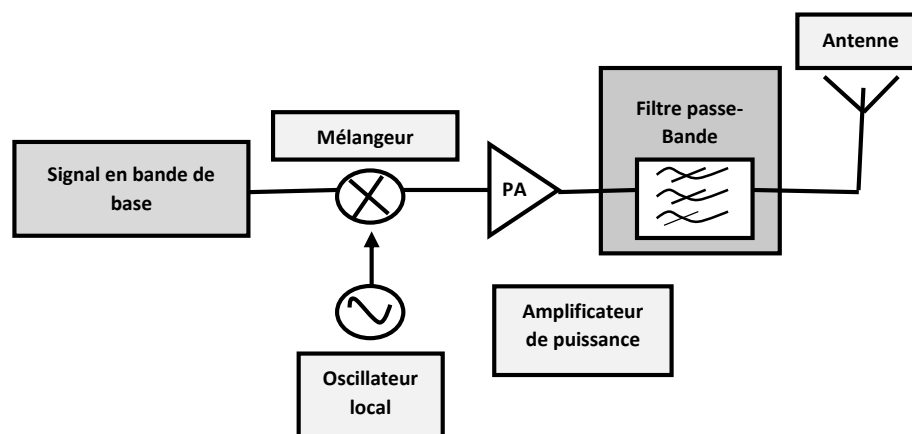 Antenne
Filtre passe-
Bande
Mélangeur
Signal en bande de
base
PA
Amplificateur
de puissance
Oscillateur
local